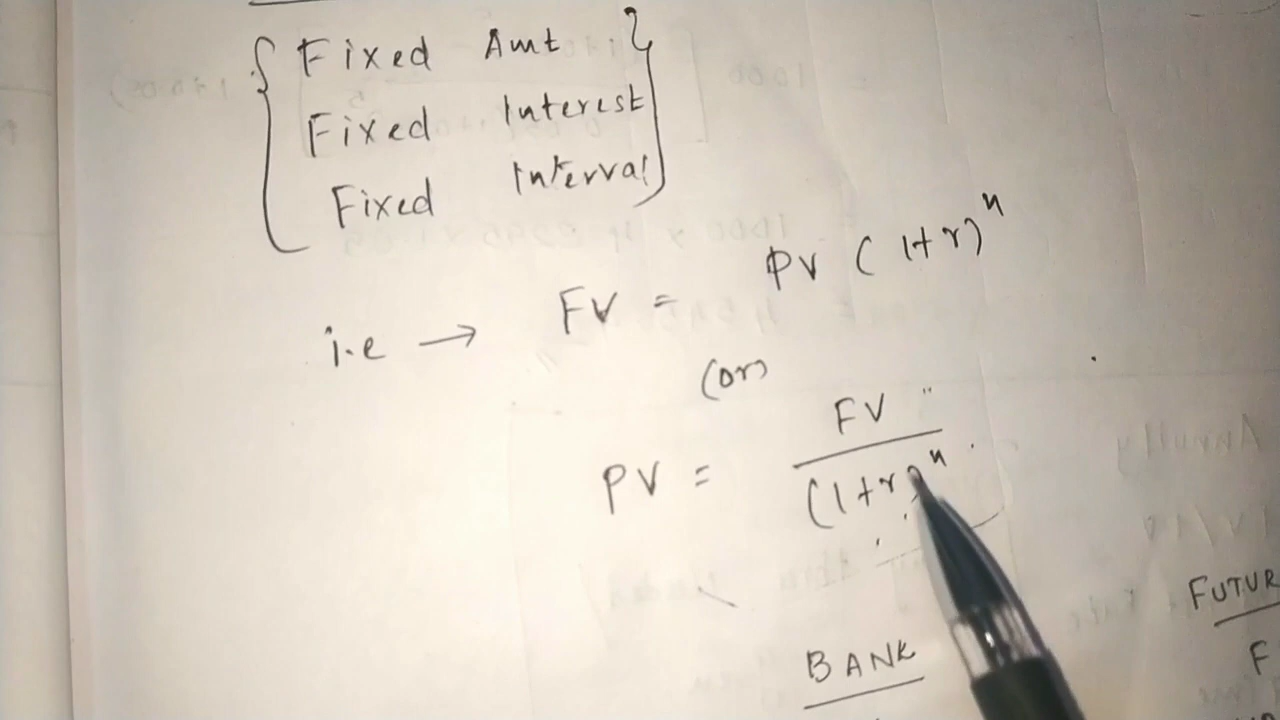 { Fixed Amt }
Fixed Interest
Fixed Interval
i.e → FV = PV (1+r)^n
(or)
PV = FV / (1+r)^n
BANK
FUTUR
F